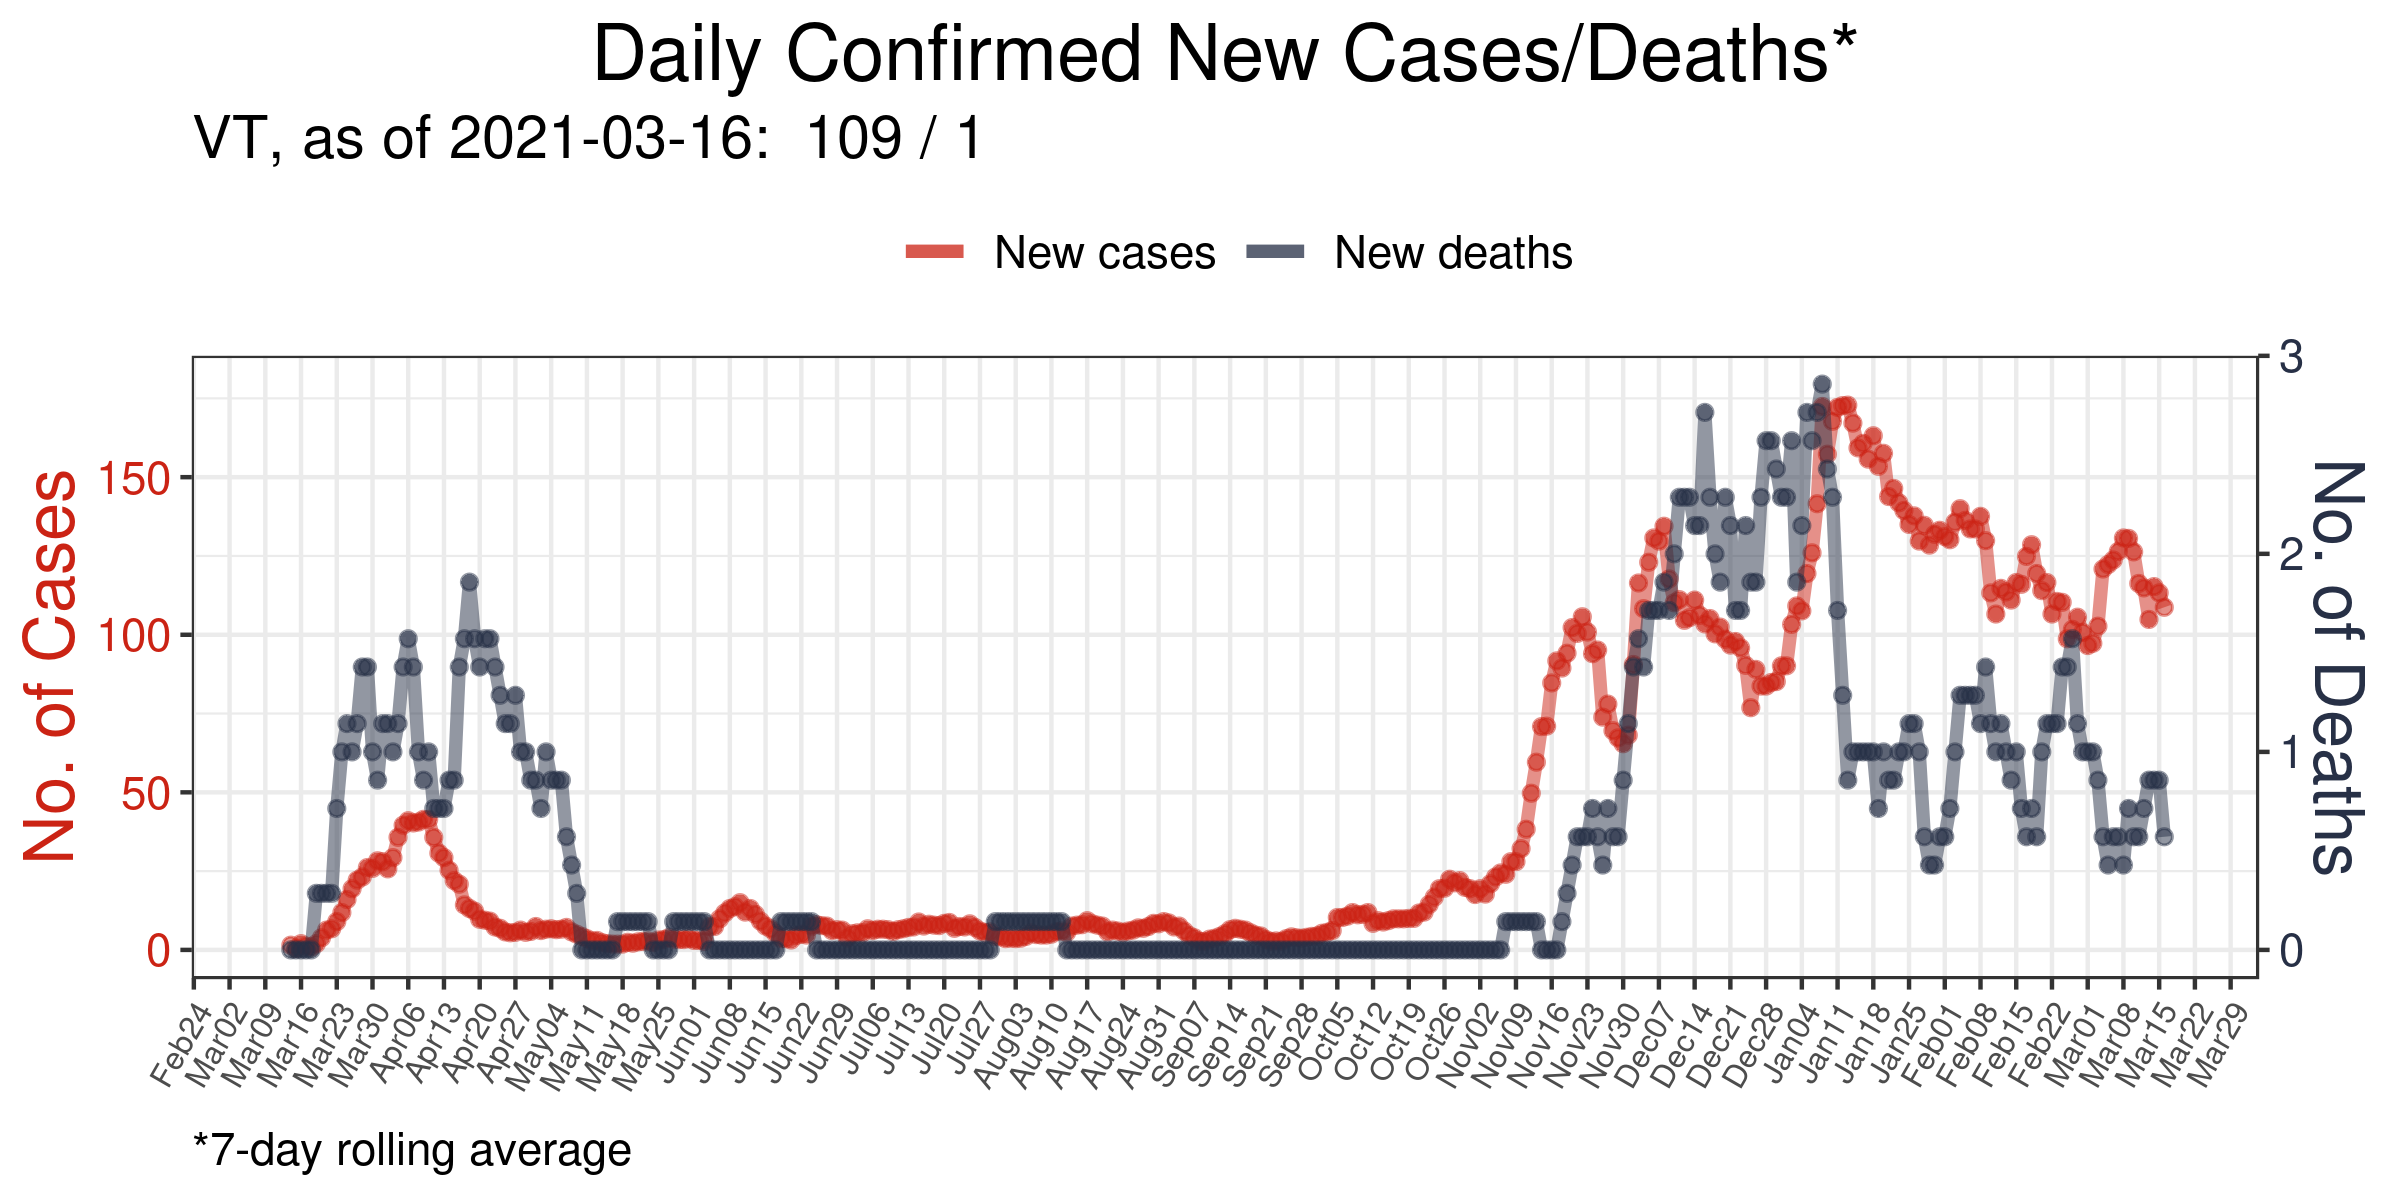 Daily Confirmed New Cases/Deaths*
VT, as of 2021-03-16:  109 / 1
New cases
New deaths
No. of Cases
150
100
50
0
3
2
1
0
No. of Deaths
Feb24
Mar02
Mar09
Mar16
Mar23
Mar30
Apr06
Apr13
Apr20
Apr27
May04
May11
May18
May25
Jun01
Jun08
Jun15
Jun22
Jun29
Jul06
Jul13
Jul20
Jul27
Aug03
Aug10
Aug17
Aug24
Aug31
Sep07
Sep14
Sep21
Sep28
Oct05
Oct12
Oct19
Oct26
Nov02
Nov09
Nov16
Nov23
Nov30
Dec07
Dec14
Dec21
Dec28
Jan04
Jan11
Jan18
Jan25
Feb01
Feb08
Feb15
Feb22
Mar01
Mar08
Mar15
Mar22
Mar29
*7-day rolling average